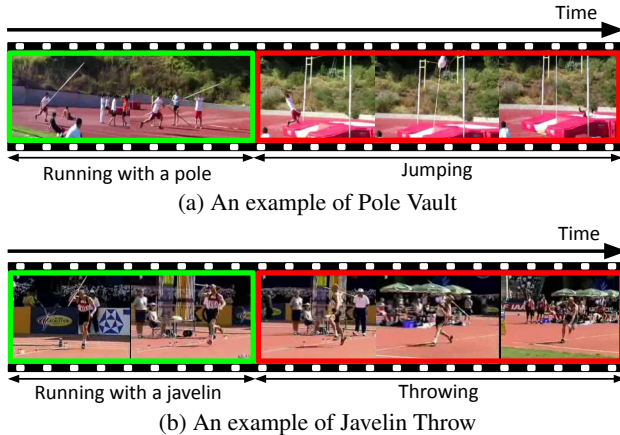 Time
Running with a pole
Jumping
(a) An example of Pole Vault
Time
Running with a javelin
Throwing
(b) An example of Javelin Throw